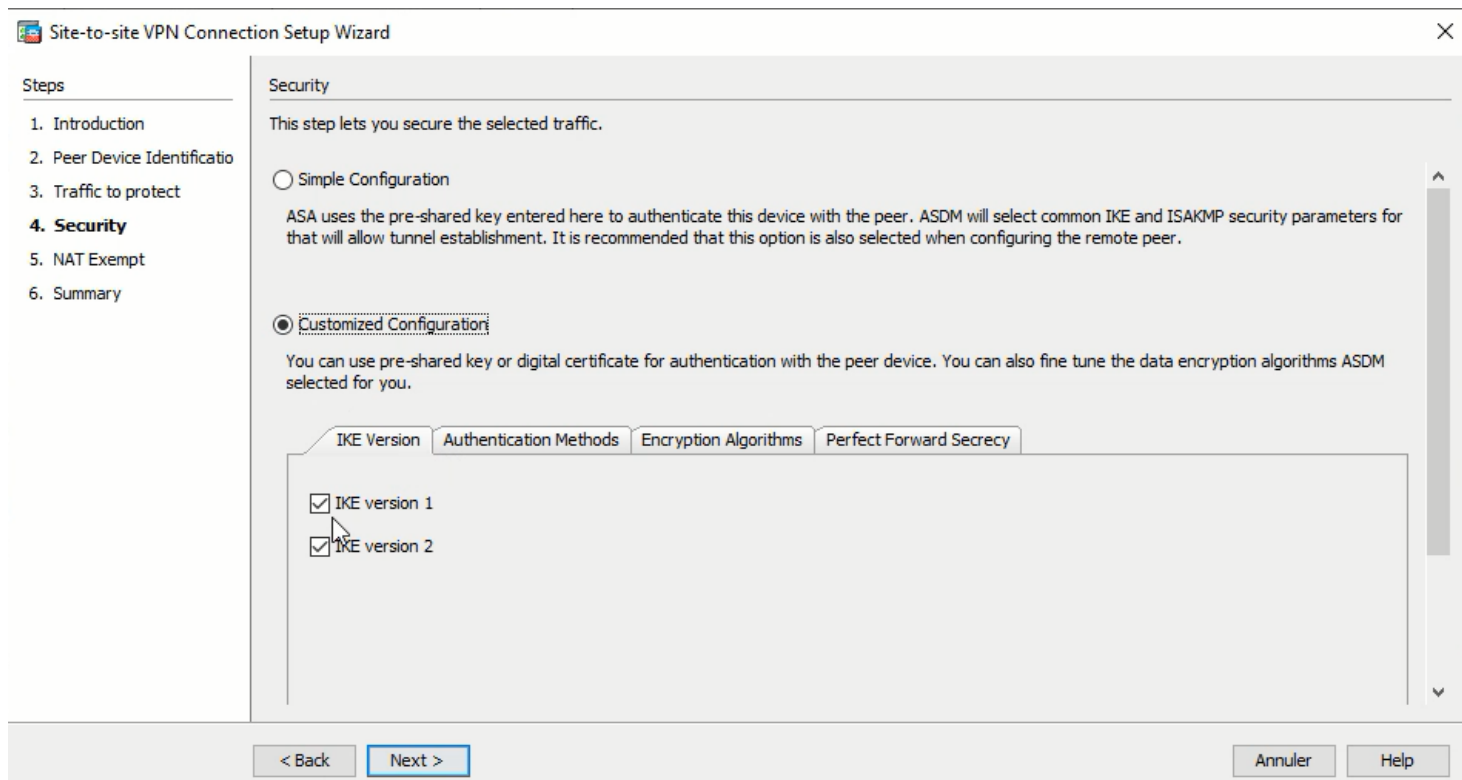 Site-to-site VPN Connection Setup Wizard
Steps
1. Introduction
2. Peer Device Identificatio
3. Traffic to protect
4. Security
5. NAT Exempt
6. Summary
Security
This step lets you secure the selected traffic.
Simple Configuration
ASA uses the pre-shared key entered here to authenticate this device with the peer. ASDM will select common IKE and ISAKMP security parameters for
that will allow tunnel establishment. It is recommended that this option is also selected when configuring the remote peer.
Customized Configuration
You can use pre-shared key or digital certificate for authentication with the peer device. You can also fine tune the data encryption algorithms ASDM
selected for you.
IKE Version Authentication Methods Encryption Algorithms Perfect Forward Secrecy
IKE version 1
IKE version 2
< Back Next > Annuler Help